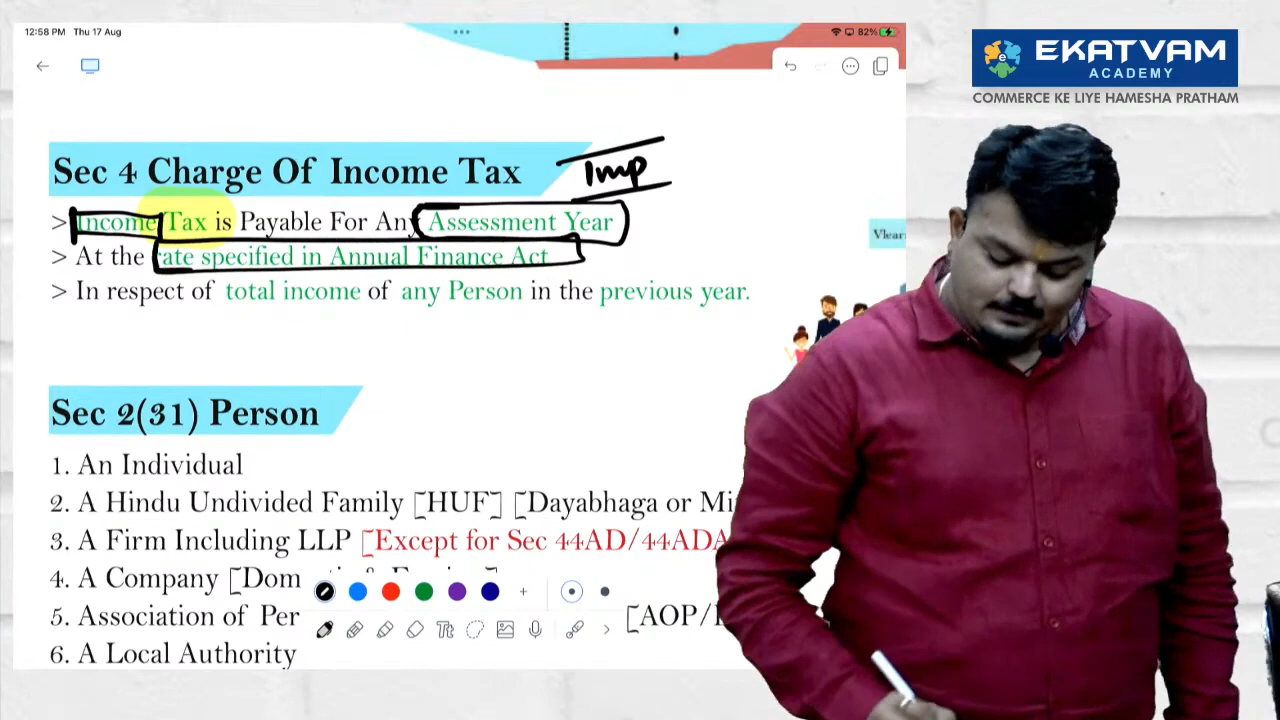 12:58 PM Thu 17 Aug
82%
EKATVAM
ACADEMY
COMMERCE KE LIYE HAMESHA PRATHAM
Sec 4 Charge Of Income Tax
Imp
> Income Tax is Payable For Any Assessment Year
> At the rate specified in Annual Finance Act
> In respect of total income of any Person in the previous year.
Sec 2(31) Person
1. An Individual
2. A Hindu Undivided Family [HUF] [Dayabhaga or
3. A Firm Including LLP [Except for Sec 44AD/44ADA
4. A Company
5. Association of [AOP/
6. A Local Authority
Tt